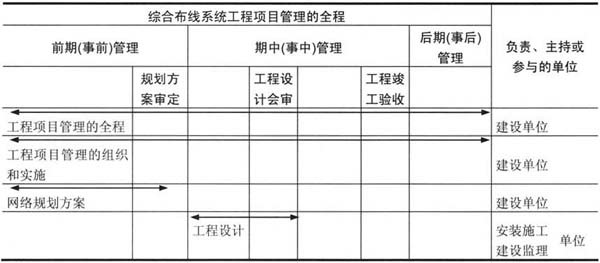 综合布线系统工程项目管理的全程
前期(事前)管理
期中(事中)管理
后期(事后)
管理
负责、主持或
参与的单位
规划方
案审定
工程设
计会审
工程竣
工验收
工程项目管理的全程
建设单位
工程项目管理的组织
和实施
建设单位
网络规划方案
建设单位
工程设计
安装施工
建设监理
单位